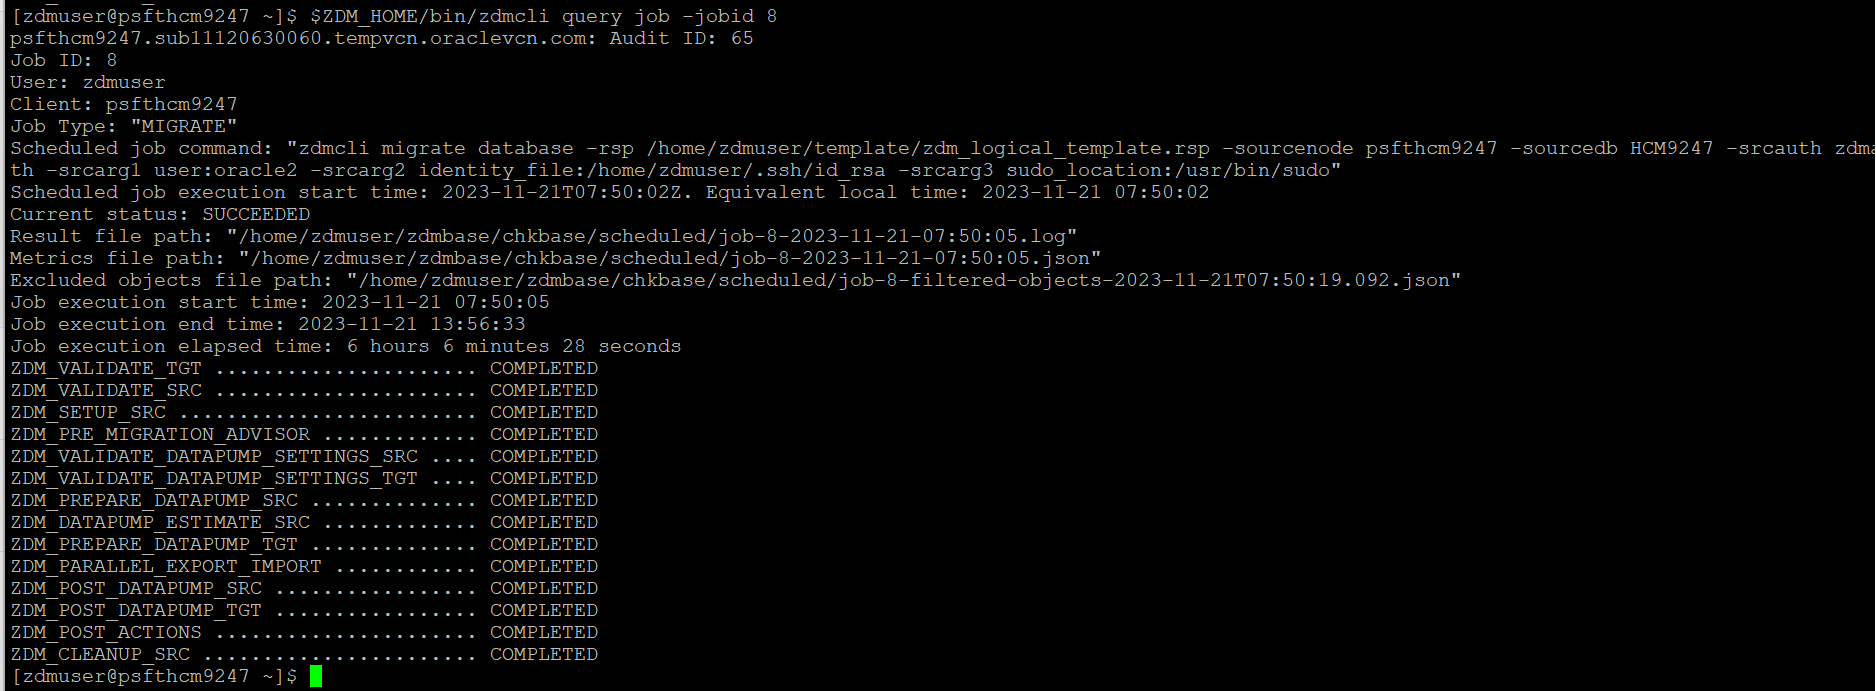 [zdmuser@psfthcm9247 ~]$ $ZDM_HOME/bin/zdmcli query job -jobid 8
psfthcm9247.sub11120630060.tempvcn.oraclevcn.com: Audit ID: 65
Job ID: 8
User: zdmuser
Client: psfthcm9247
Job Type: "MIGRATE"
Scheduled job command: "zdmcli migrate database -rsp /home/zdmuser/template/zdm_logical_template.rsp -sourcenode psfthcm9247 -sourcedb HCM9247 -srcauth zdma
th -srcarg1 user:oracle2 -srcarg2 identity_file:/home/zdmuser/.ssh/id_rsa -srcarg3 sudo_location:/usr/bin/sudo"
Scheduled job execution start time: 2023-11-21T07:50:02Z. Equivalent local time: 2023-11-21 07:50:02
Current status: SUCCEEDED
Result file path: "/home/zdmuser/zdmbase/chkbase/scheduled/job-8-2023-11-21-07:50:05.log"
Metrics file path: "/home/zdmuser/zdmbase/chkbase/scheduled/job-8-2023-11-21-07:50:05.json"
Excluded objects file path: "/home/zdmuser/zdmbase/chkbase/scheduled/job-8-filtered-objects-2023-11-21T07:50:19.092.json"
Job execution start time: 2023-11-21 07:50:05
Job execution end time: 2023-11-21 13:56:33
Job execution elapsed time: 6 hours 6 minutes 28 seconds
ZDM_VALIDATE_TGT ...................... COMPLETED
ZDM_VALIDATE_SRC ...................... COMPLETED
ZDM_SETUP_SRC ......................... COMPLETED
ZDM_PRE_MIGRATION_ADVISOR ............. COMPLETED
ZDM_VALIDATE_DATAPUMP_SETTINGS_SRC .... COMPLETED
ZDM_VALIDATE_DATAPUMP_SETTINGS_TGT .... COMPLETED
ZDM_PREPARE_DATAPUMP_SRC .............. COMPLETED
ZDM_DATAPUMP_ESTIMATE_SRC ............. COMPLETED
ZDM_PREPARE_DATAPUMP_TGT .............. COMPLETED
ZDM_PARALLEL_EXPORT_IMPORT ............ COMPLETED
ZDM_POST_DATAPUMP_SRC ................. COMPLETED
ZDM_POST_DATAPUMP_TGT ................. COMPLETED
ZDM_POST_ACTIONS ...................... COMPLETED
ZDM_CLEANUP_SRC ....................... COMPLETED
[zdmuser@psfthcm9247 ~]$